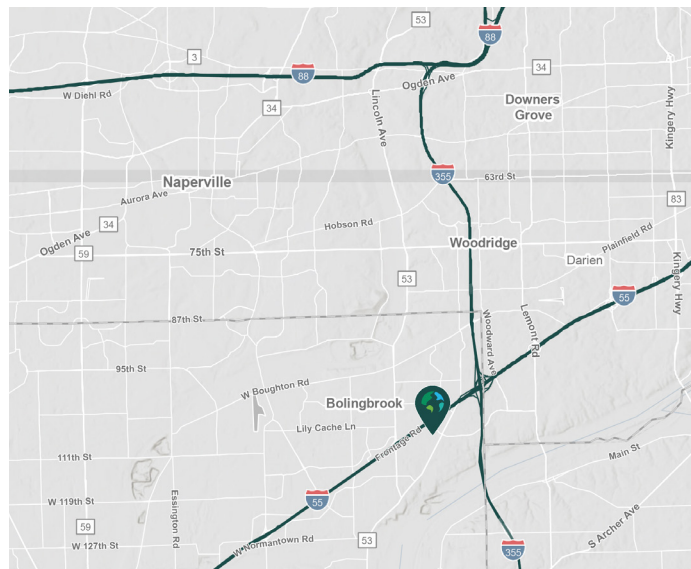 53
88
3
34
Ogden Ave
88
W Diehl Rd
34
Lincoln Ave
Downers
Grove
Kingery Hwy
355
63rd St
Naperville
Aurora Ave
83
34
Hobson Rd
Ogden Ave
59
75th St
Woodridge
Plainfield Rd
Darien
53
Kingery Hwy
55
87th St
Woodward Ave
Lemont Rd
95th St
W Boughton Rd
Bolingbrook
Lily Cache Ln
Frontage Rd
111th St
Main St
W 119th St
Essington Rd
55
59
S Archer Ave
53
W 127th St
W Normantown Rd
355